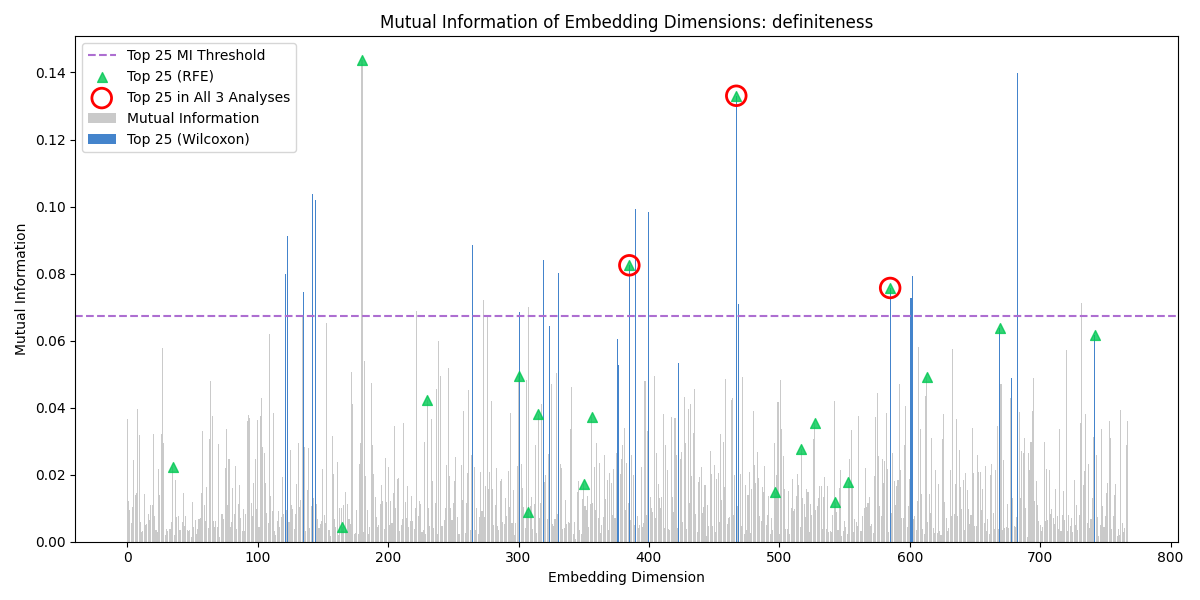 Mutual Information of Embedding Dimensions: definiteness
Top 25 MI Threshold
Top 25 (RFE)
Top 25 in All 3 Analyses
Mutual Information
Top 25 (Wilcoxon)
Mutual Information
0.14
0.12
0.10
0.08
0.06
0.04
0.02
0.00
0 100 200 300 400 500 600 700 800
Embedding Dimension